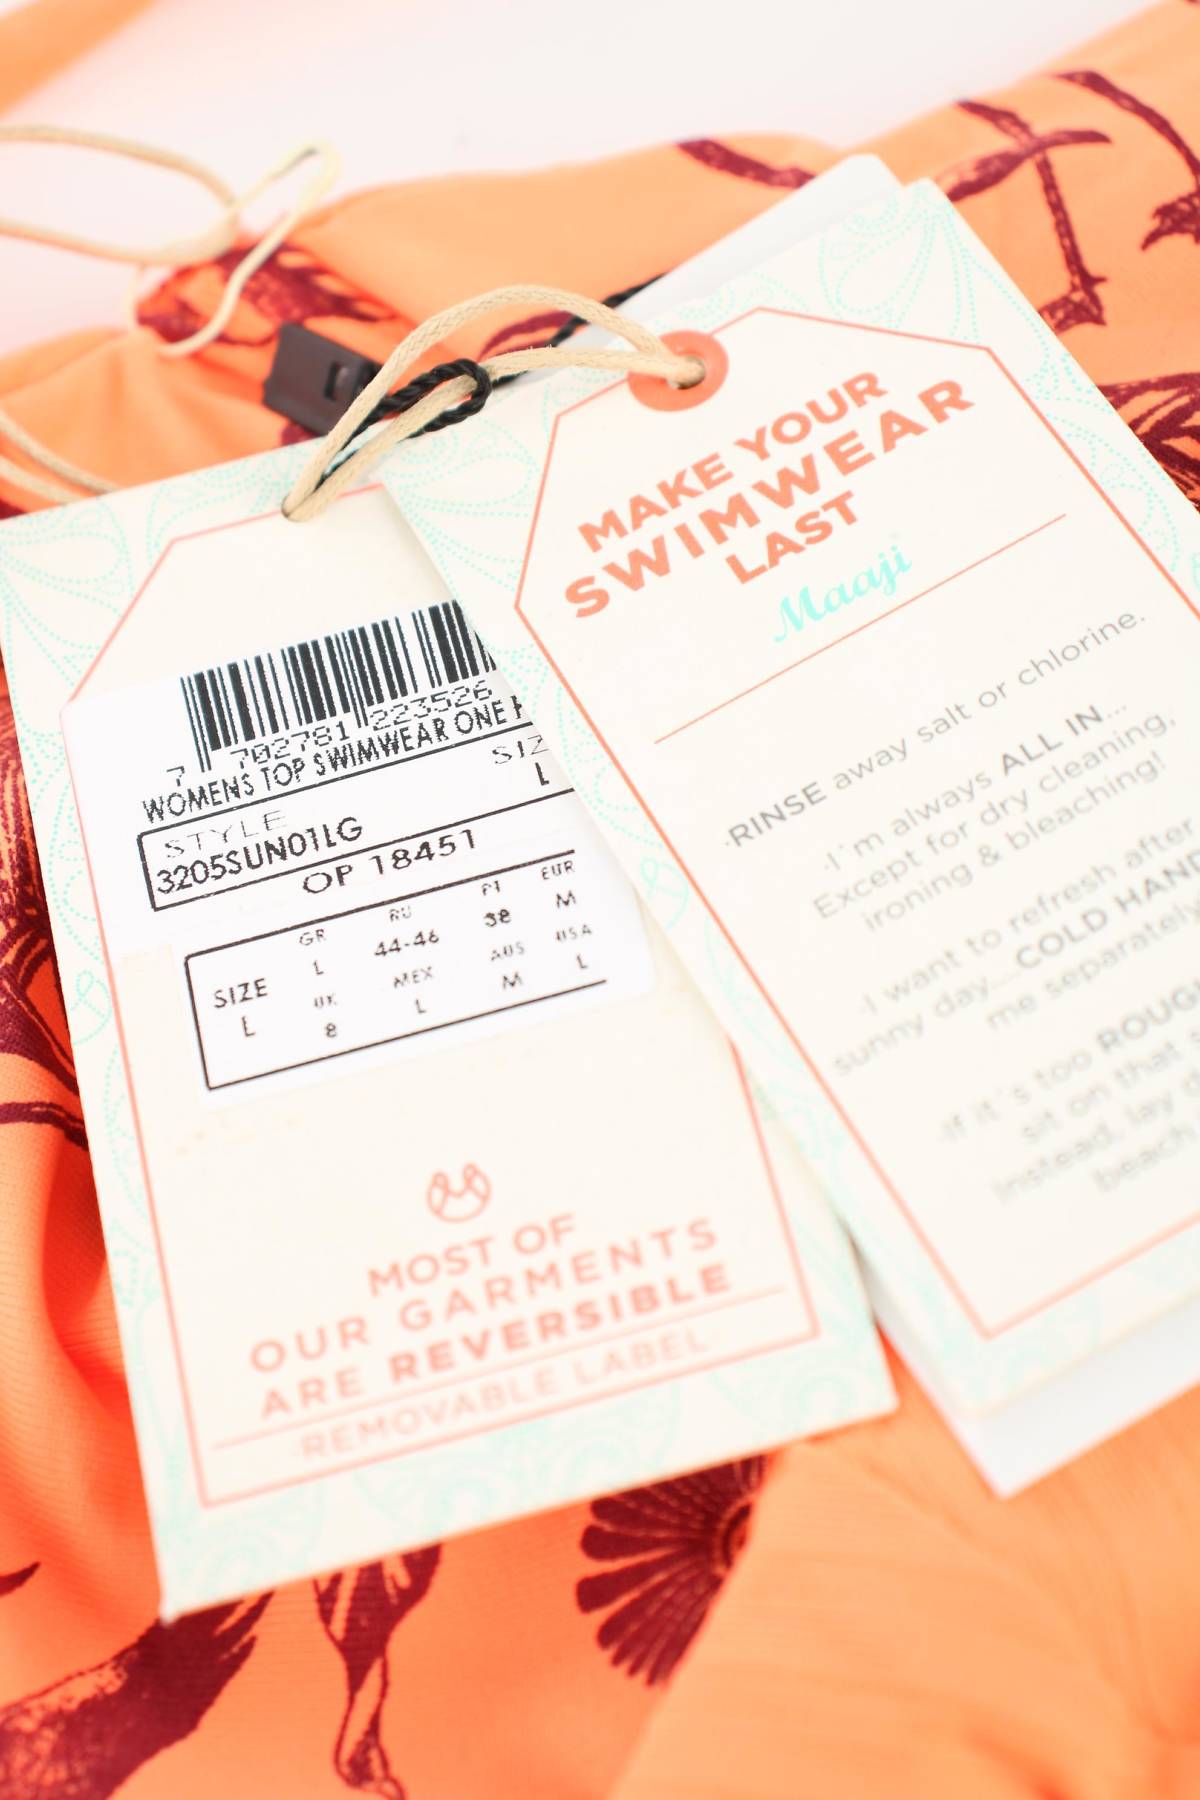 7 702781 223526
WOMENS TOP SWIMWEAR ONE
STYLE SIZ
3205SUN01LG L
OP 18451
GR RU PT EUR
SIZE L 44-46 38 M
L UK MEX AUS USA
8 L M L
MOST OF
OUR GARMENTS
ARE REVERSIBLE
·REMOVABLE LABEL·
MAKE YOUR
SWIMWEAR
LAST
Maaji
·RINSE away salt or chlorine.
·I´m always ALL IN...
Except for dry cleaning,
ironing & bleaching!
·I want to refresh after
sunny day...COLD HAND
me separately
·If it´s too ROUGH
sit on that
instead, lay
beach